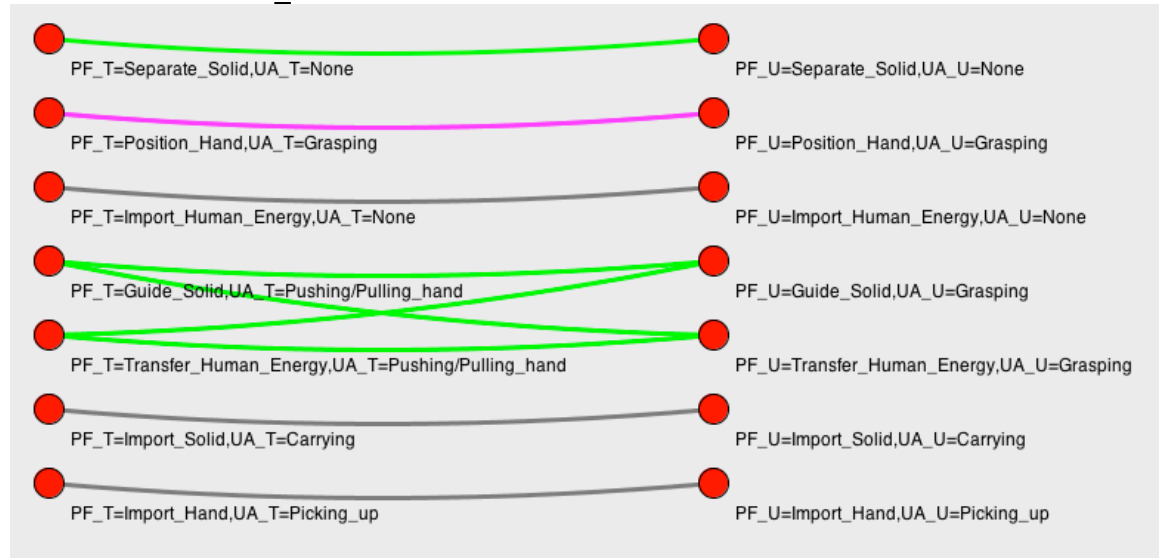 PF_T=Separate_Solid,UA_T=None PF_U=Separate_Solid,UA_U=None
PF_T=Position_Hand,UA_T=Grasping PF_U=Position_Hand,UA_U=Grasping
PF_T=Import_Human_Energy,UA_T=None PF_U=Import_Human_Energy,UA_U=None
PF_T=Guide_Solid,UA_T=Pushing/Pulling_hand PF_U=Guide_Solid,UA_U=Grasping
PF_T=Transfer_Human_Energy,UA_T=Pushing/Pulling_hand PF_U=Transfer_Human_Energy,UA_U=Grasping
PF_T=Import_Solid,UA_T=Carrying PF_U=Import_Solid,UA_U=Carrying
PF_T=Import_Hand,UA_T=Picking_up PF_U=Import_Hand,UA_U=Picking_up